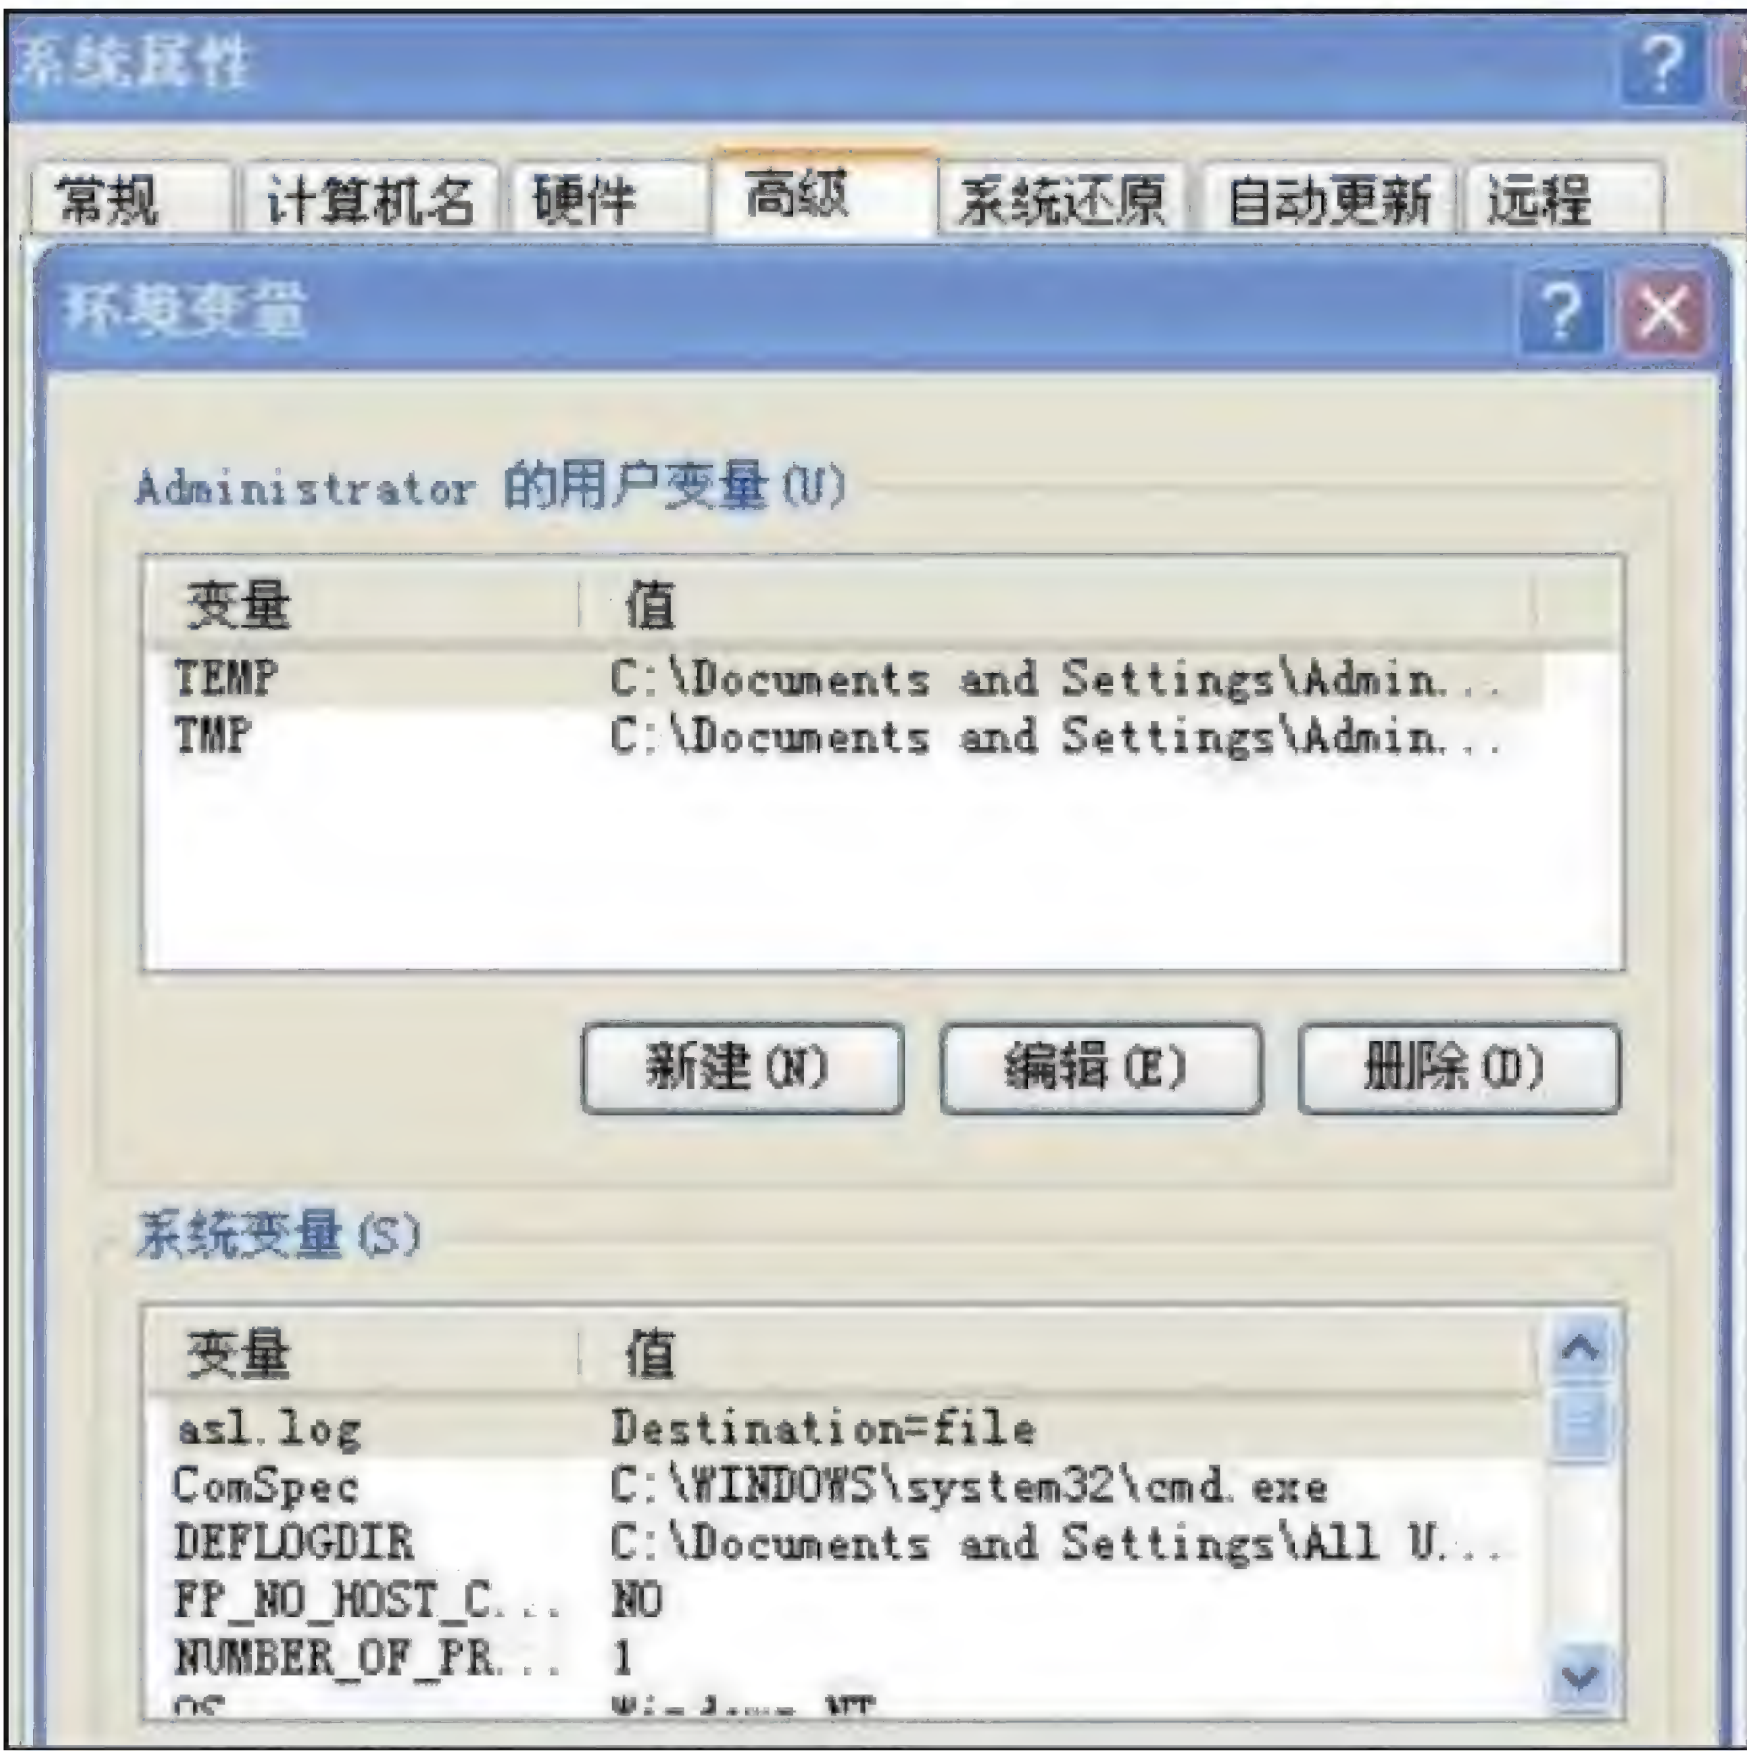 系统属性
常规 计算机名 硬件 高级 系统还原 自动更新 远程
环境变量
Administrator 的用户变量(U)
变量 值
TEMP C:\Documents and Settings\Admin...
TMP C:\Documents and Settings\Admin...
新建(N) 编辑(E) 删除(D)
系统变量(S)
变量 值
asl.log Destination=file
ComSpec C:\WINDOWS\system32\cmd.exe
DEFLOGDIR C:\Documents and Settings\All U...
FP_NO_HOST_C... NO
NUMBER_OF_PR... 1
OS Windows_NT